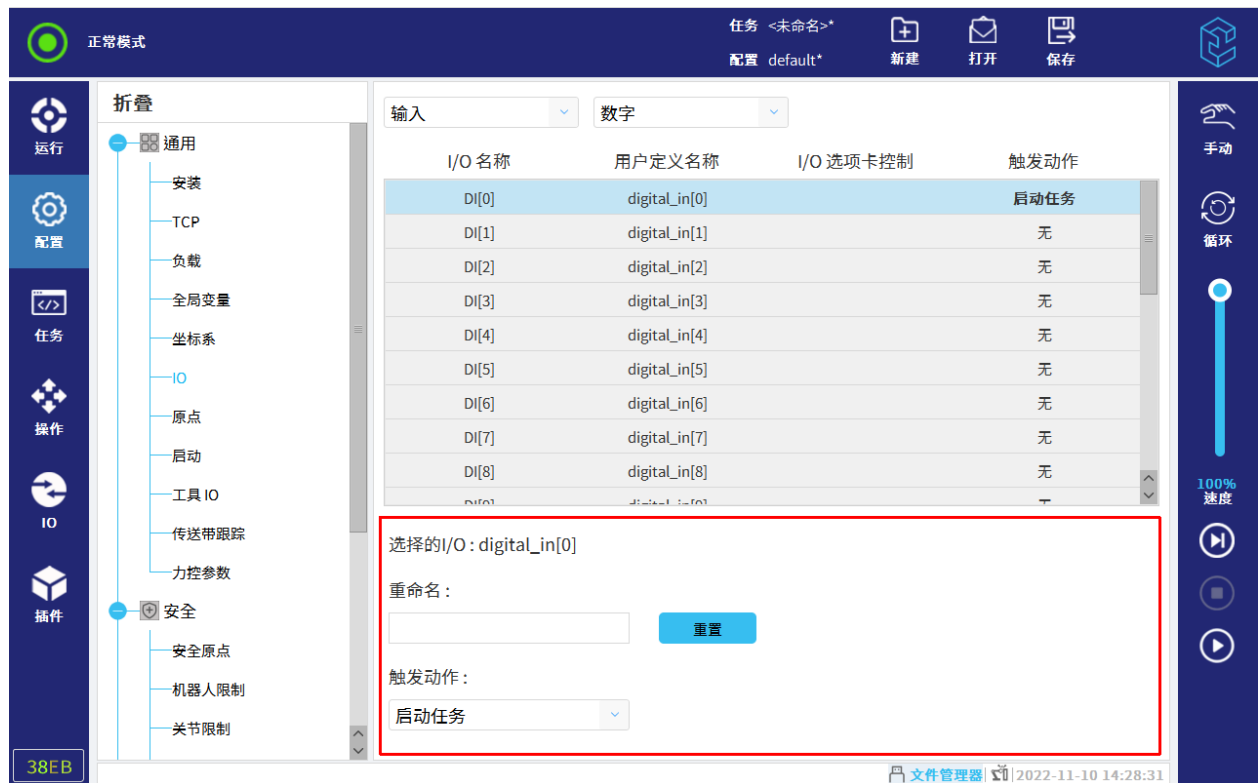 正常模式
任务 <未命名>*
配置 default*
新建
打开
保存
运行
配置
任务
操作
IO
插件
38EB
折叠
通用
安装
TCP
负载
全局变量
坐标系
IO
原点
启动
工具 IO
传送带跟踪
力控参数
安全
安全原点
机器人限制
关节限制
输入 数字
I/O 名称 用户定义名称 I/O 选项卡控制 触发动作
DI[0] digital_in[0] 启动任务
DI[1] digital_in[1] 无
DI[2] digital_in[2] 无
DI[3] digital_in[3] 无
DI[4] digital_in[4] 无
DI[5] digital_in[5] 无
DI[6] digital_in[6] 无
DI[7] digital_in[7] 无
DI[8] digital_in[8] 无
DI[9] digital_in[9] 无
选择的I/O : digital_in[0]
重命名 :
重置
触发动作 :
启动任务
手动
循环
100%
速度
文件管理器 2022-11-10 14:28:31